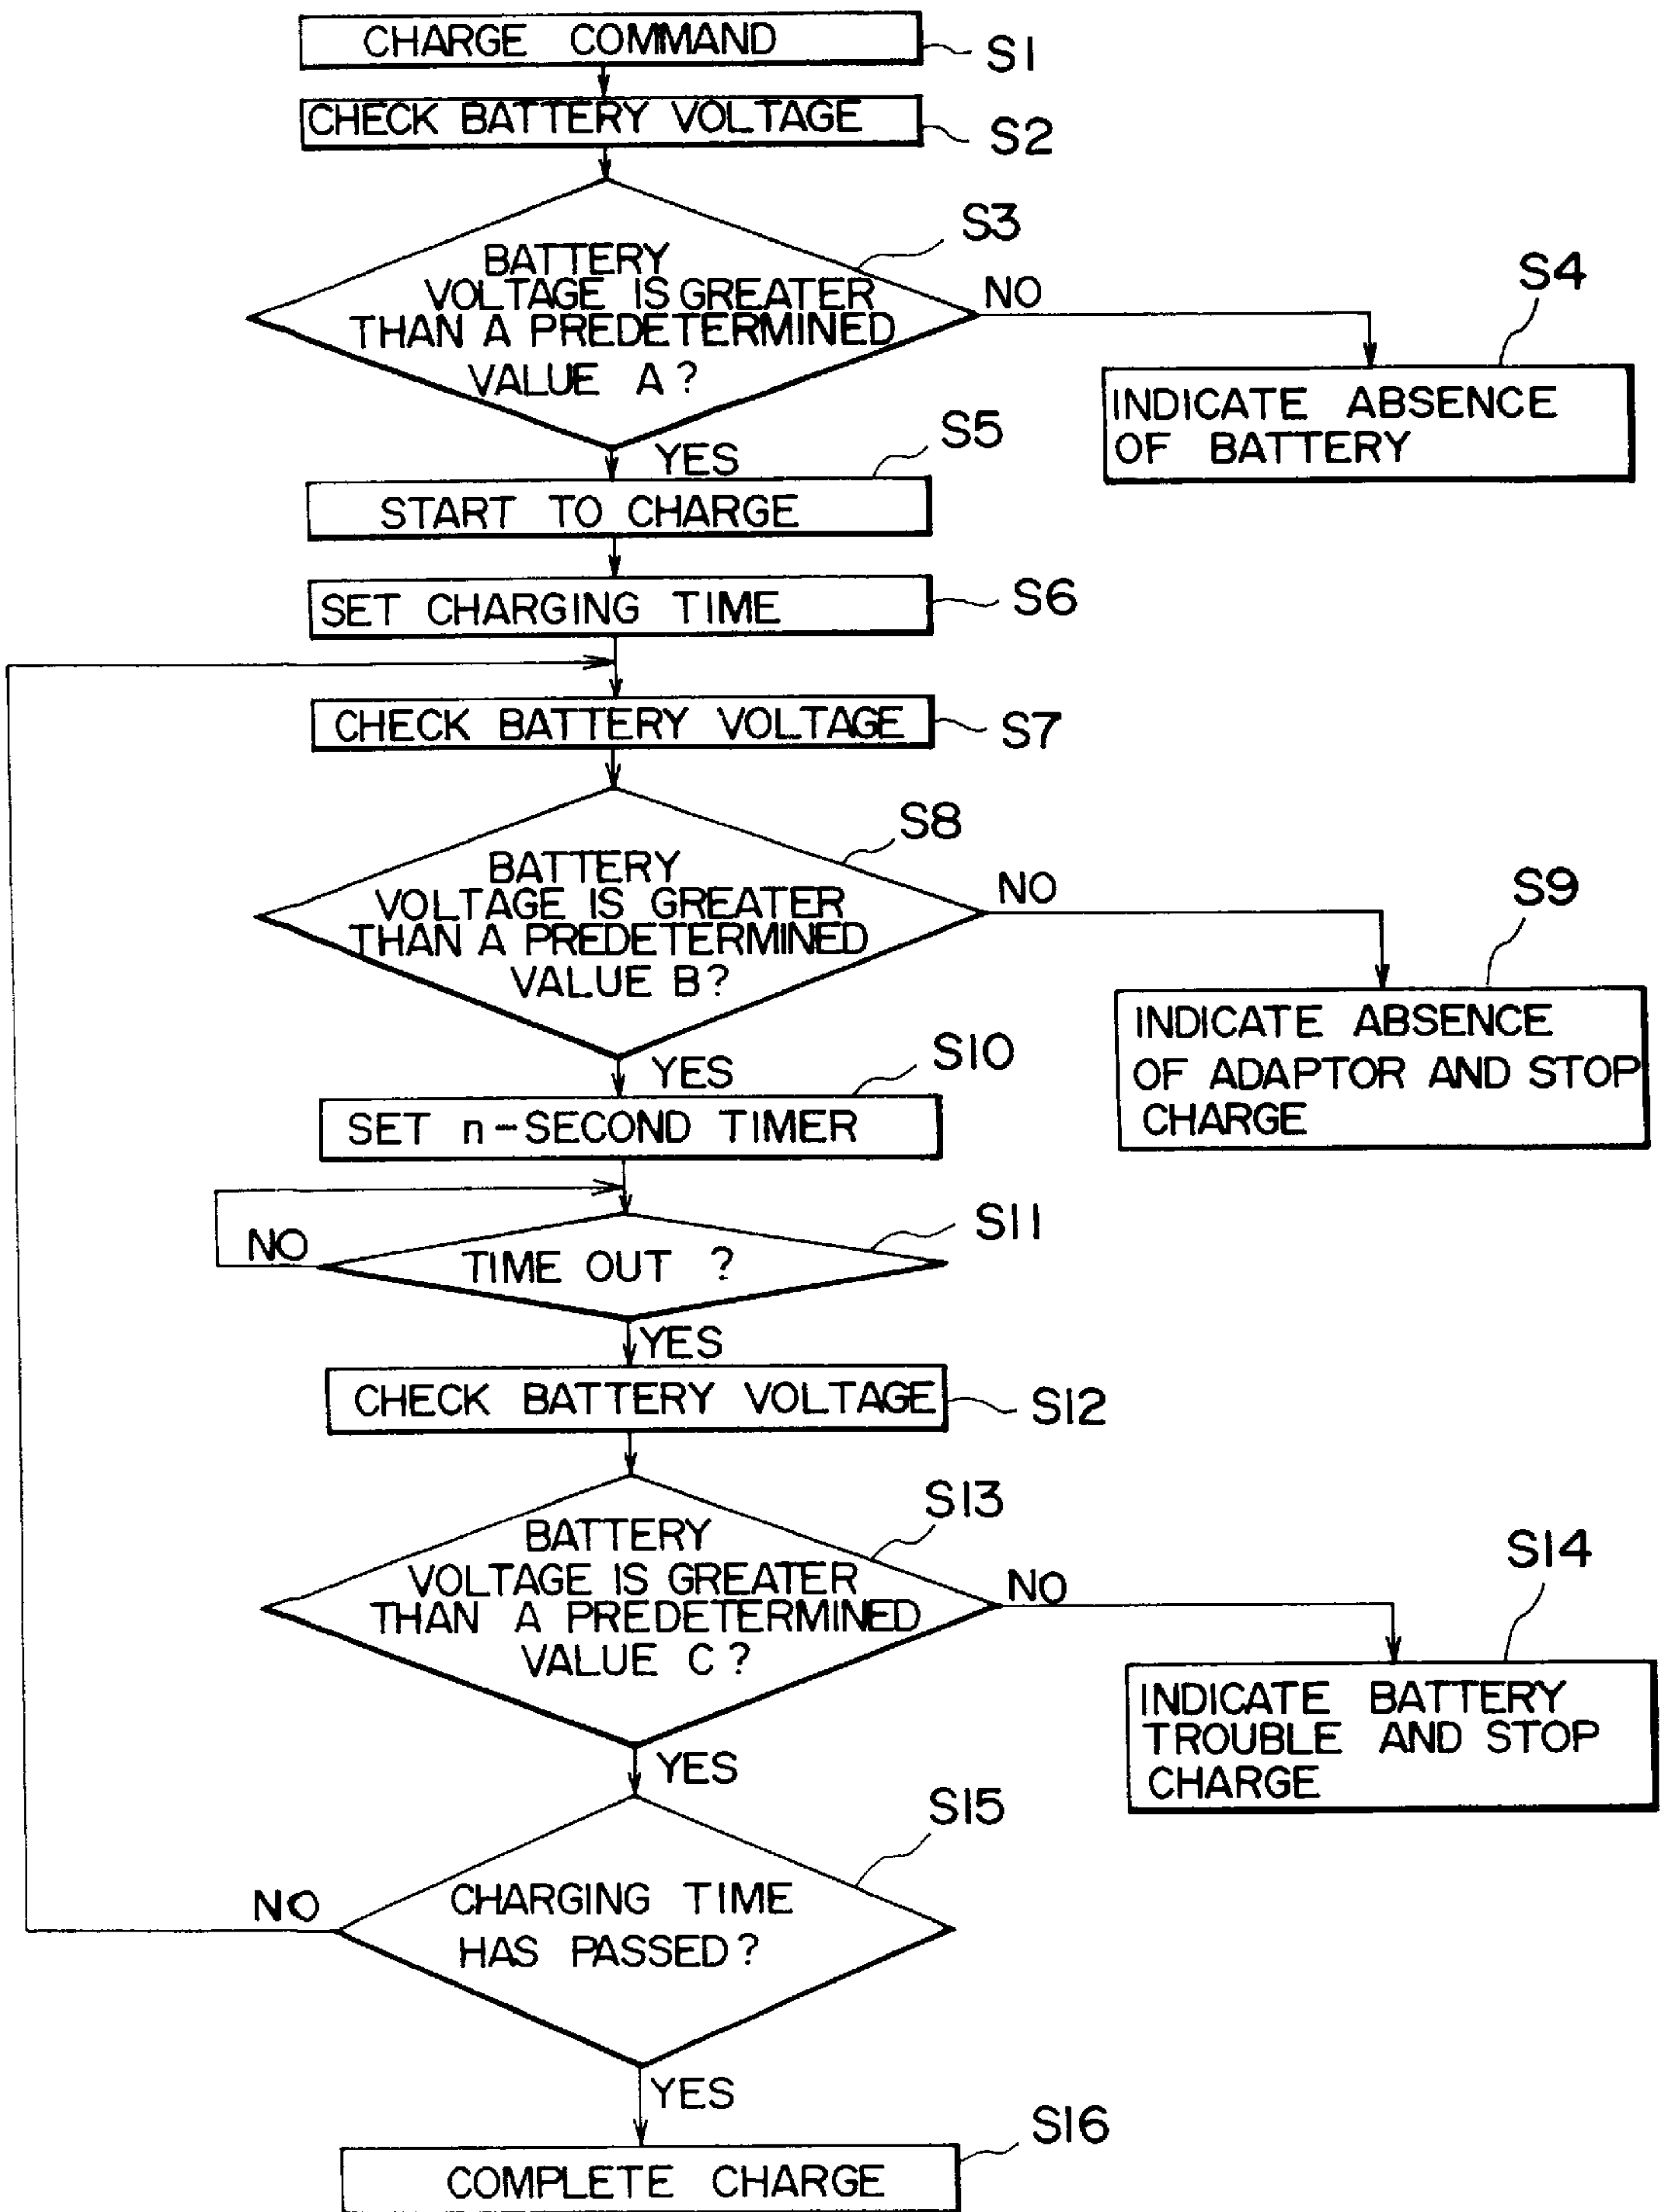 CHARGE COMMAND
S1
CHECK BATTERY VOLTAGE
S2
S3
BATTERY
VOLTAGE IS GREATER
THAN A PREDETERMINED
VALUE A?
NO
S4
INDICATE ABSENCE
OF BATTERY
YES
S5
START TO CHARGE
SET CHARGING TIME
S6
CHECK BATTERY VOLTAGE
S7
S8
BATTERY
VOLTAGE IS GREATER
THAN A PREDETERMINED
VALUE B?
NO
S9
INDICATE ABSENCE
OF ADAPTOR AND STOP
CHARGE
YES
S10
SET n-SECOND TIMER
S11
NO
TIME OUT ?
YES
CHECK BATTERY VOLTAGE
S12
S13
BATTERY
VOLTAGE IS GREATER
THAN A PREDETERMINED
VALUE C?
NO
S14
INDICATE BATTERY
TROUBLE AND STOP
CHARGE
YES
S15
NO
CHARGING TIME
HAS PASSED?
YES
S16
COMPLETE CHARGE